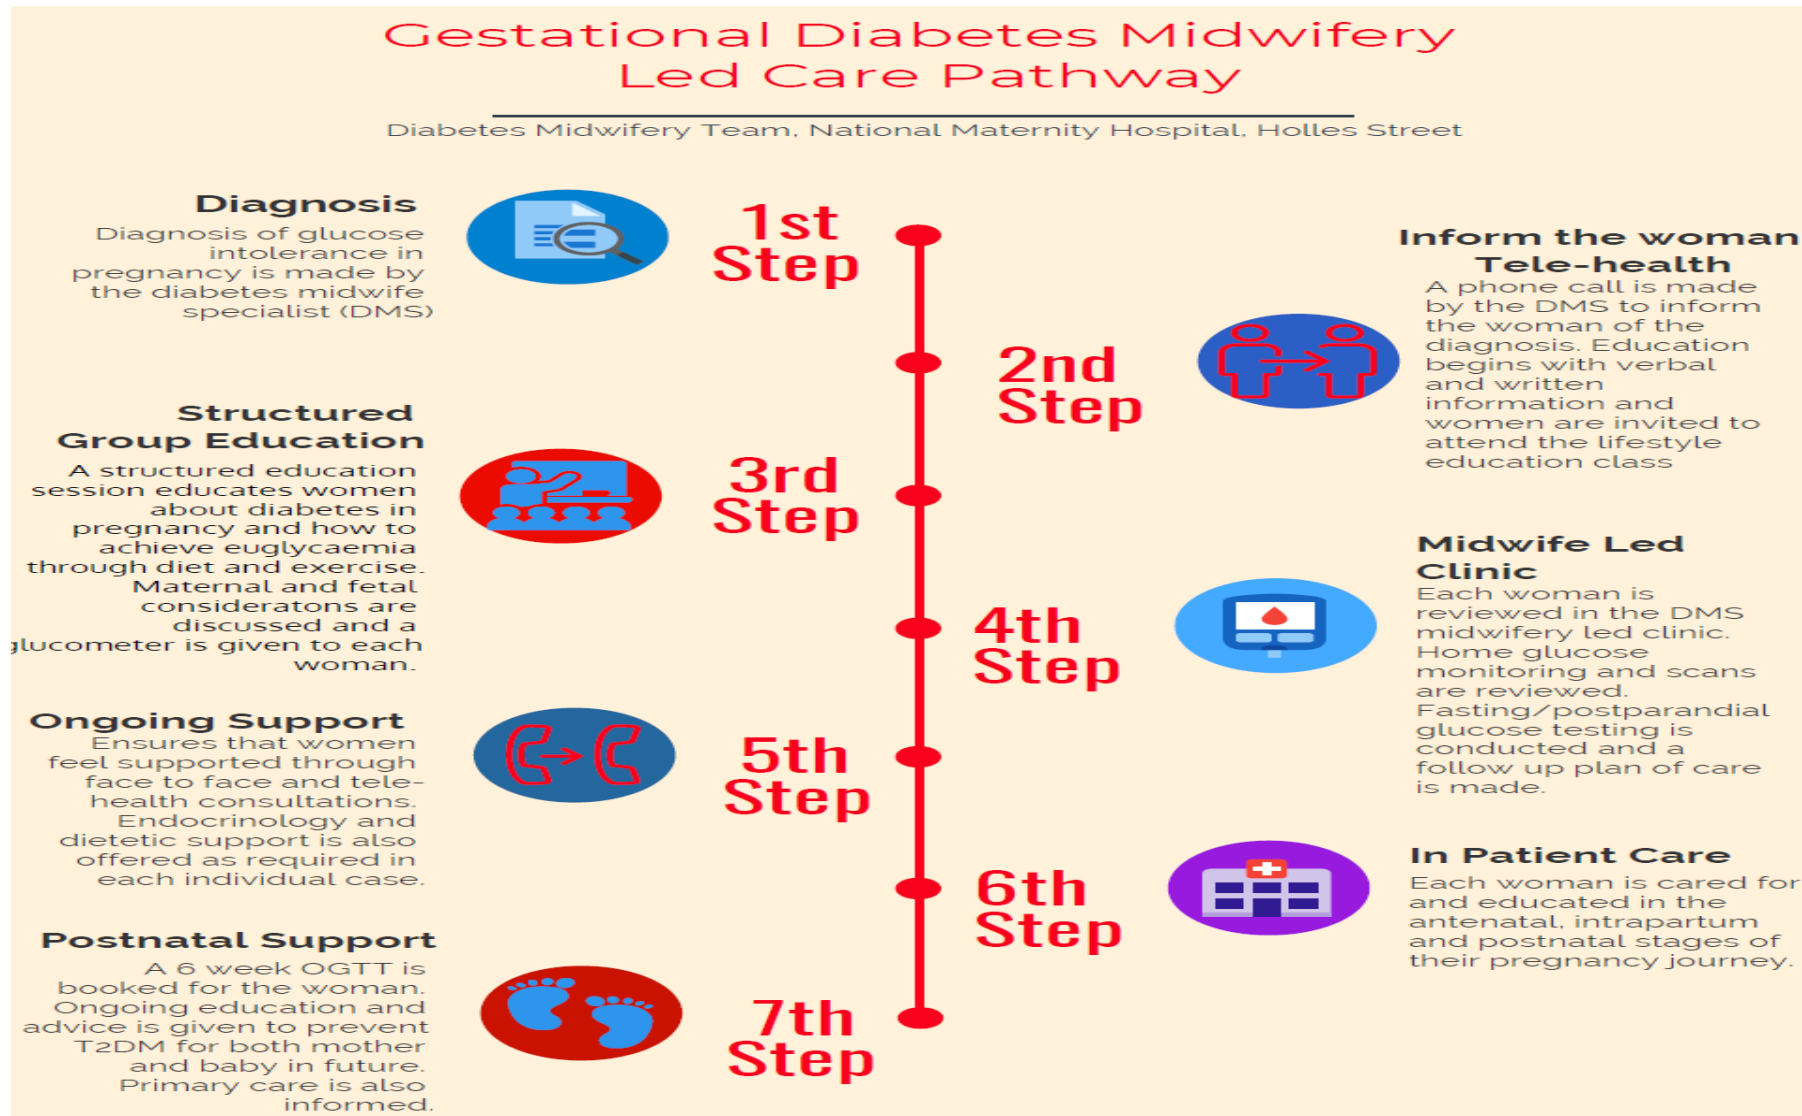 Gestational Diabetes Midwifery
Led Care Pathway
Diabetes Midwifery Team, National Maternity Hospital, Holles Street
1st
Step
Diagnosis
Diagnosis of glucose
intolerance in
pregnancy is made by
the diabetes midwife
specialist (DMS)
2nd
Step
Inform the woman
Tele-health
A phone call is made
by the DMS to inform
the woman of the
diagnosis. Education
begins with verbal
and written
information and
women are invited to
attend the lifestyle
education class
3rd
Step
Structured
Group Education
A structured education
session educates women
about diabetes in
pregnancy and how to
achieve euglycaemia
through diet and exercise.
Maternal and fetal
consideratons are
discussed and a
glucometer is given to each
woman.
4th
Step
Midwife Led
Clinic
Each woman is
reviewed in the DMS
midwifery led clinic.
Home glucose
monitoring and scans
are reviewed.
Fasting/postparandial
glucose testing is
conducted and a
follow up plan of care
is made.
5th
Step
Ongoing Support
Ensures that women
feel supported through
face to face and tele-
health consultations.
Endocrinology and
dietetic support is also
offered as required in
each individual case.
6th
Step
In Patient Care
Each woman is cared for
and educated in the
antenatal, intrapartum
and postnatal stages of
their pregnancy journey.
7th
Step
Postnatal Support
A 6 week OGTT is
booked for the woman.
Ongoing education and
advice is given to prevent
T2DM for both mother
and baby in future.
Primary care is also
informed.